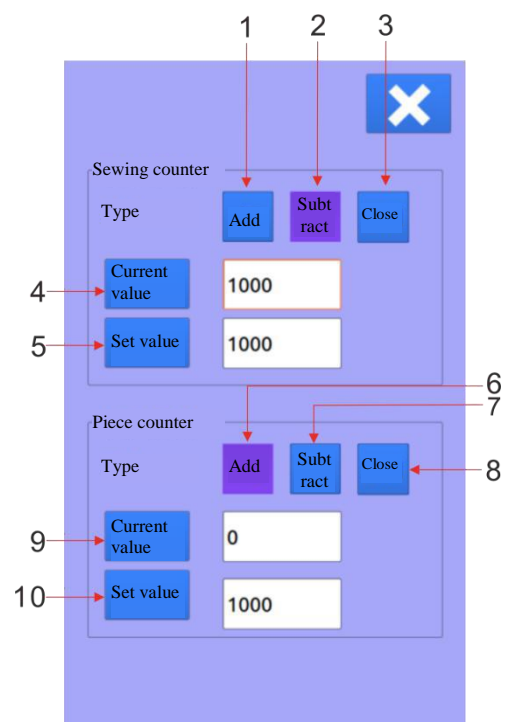 1 2 3
Sewing counter
Type
Add
Subt
ract
Close
4
Current
value
1000
5
Set value
1000
6
7
Piece counter
Type
Add
Subt
ract
Close
8
9
Current
value
0
10
Set value
1000